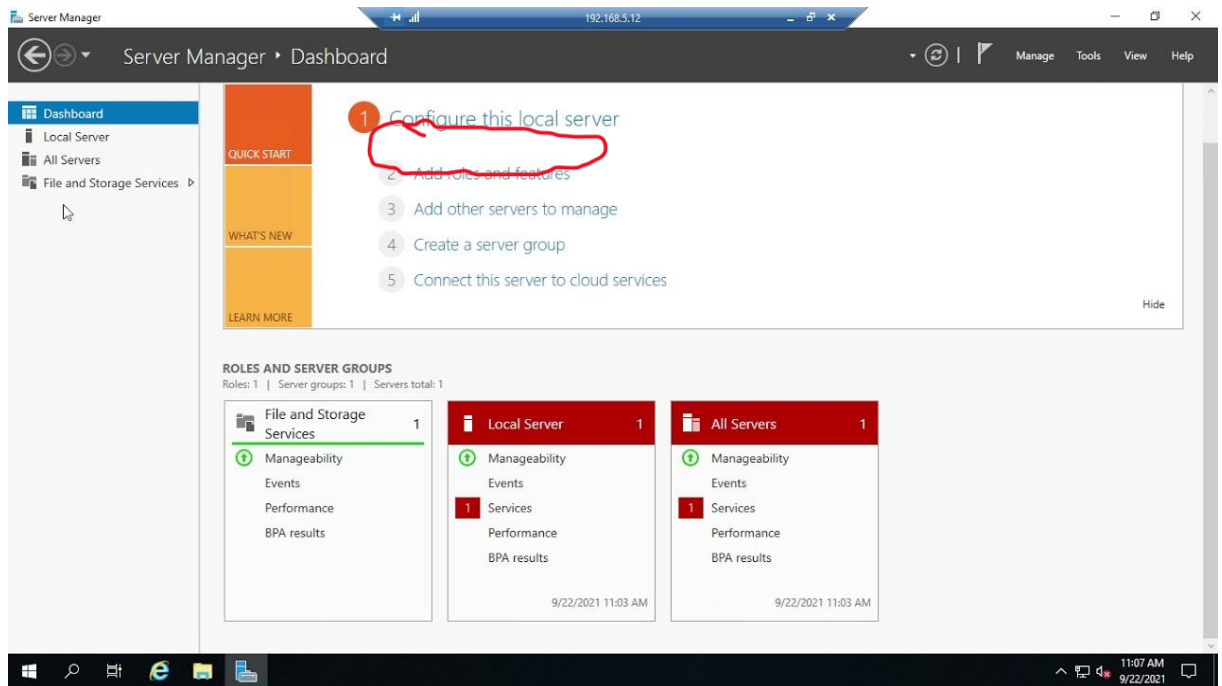 Server Manager
192.168.5.12
Server Manager • Dashboard
Manage Tools View Help
Dashboard
Local Server
All Servers
File and Storage Services
QUICK START
WHAT'S NEW
LEARN MORE
1 Configure this local server
2 Add roles and features
3 Add other servers to manage
4 Create a server group
5 Connect this server to cloud services
Hide
ROLES AND SERVER GROUPS
Roles: 1 | Server groups: 1 | Servers total: 1
File and Storage
Services 1
Manageability
Events
Performance
BPA results
Local Server 1
Manageability
Events
1 Services
Performance
BPA results
9/22/2021 11:03 AM
All Servers 1
Manageability
Events
1 Services
Performance
BPA results
9/22/2021 11:03 AM
11:07 AM
9/22/2021